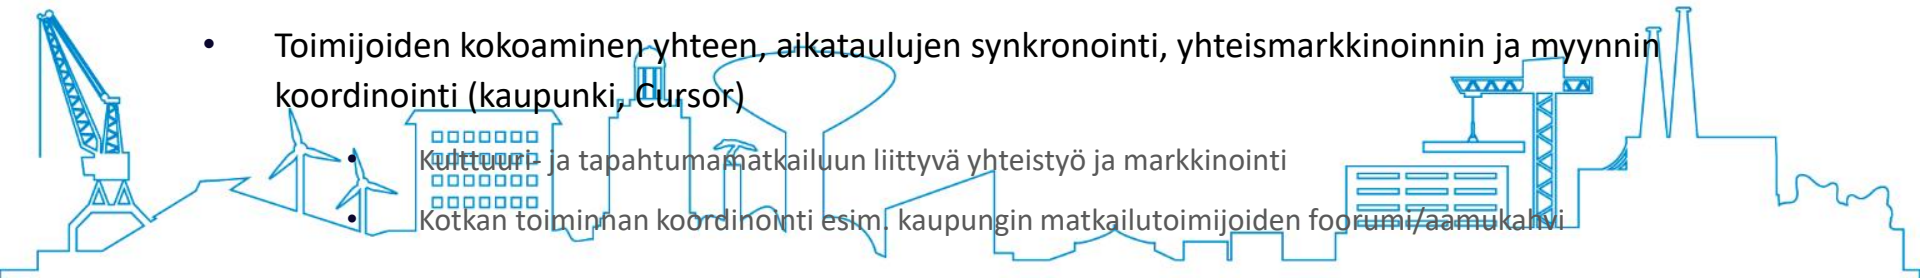 • Toimijoiden kokoaminen yhteen, aikataulujen synkronointi, yhteismarkkinoinnin ja myynnin
koordinointi (kaupunki, Cursor)
• Kulttuuri- ja tapahtumamatkailuun liittyvä yhteistyö ja markkinointi
• Kotkan toiminnan koordinointi esim. kaupungin matkailutoimijoiden foorumi/aamukahvi